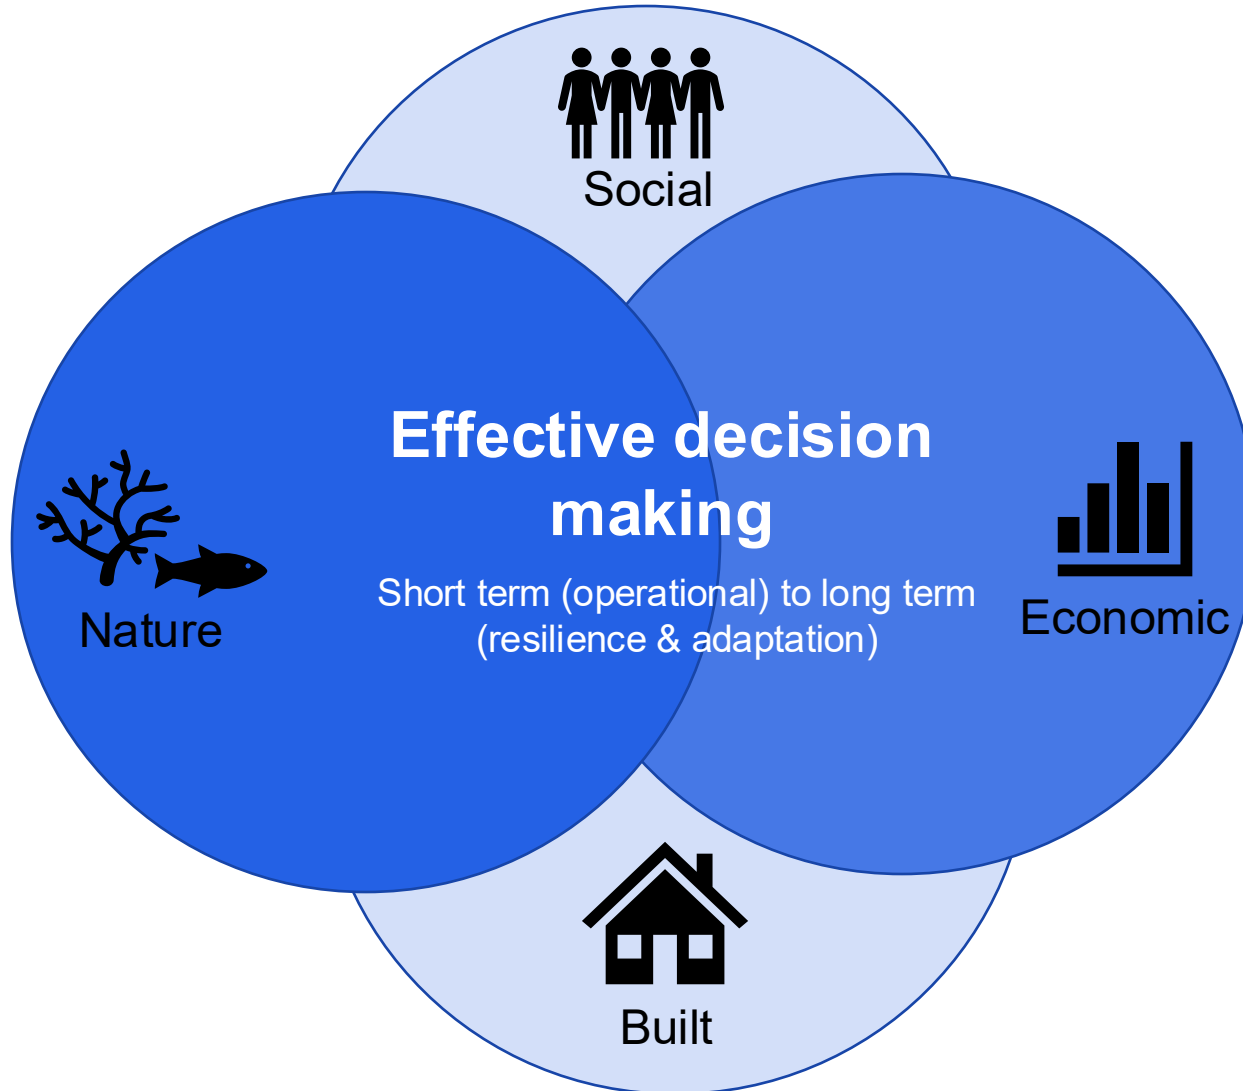 Social
Effective decision
making
Short term (operational) to long term
(resilience & adaptation)
Nature
Economic
Built